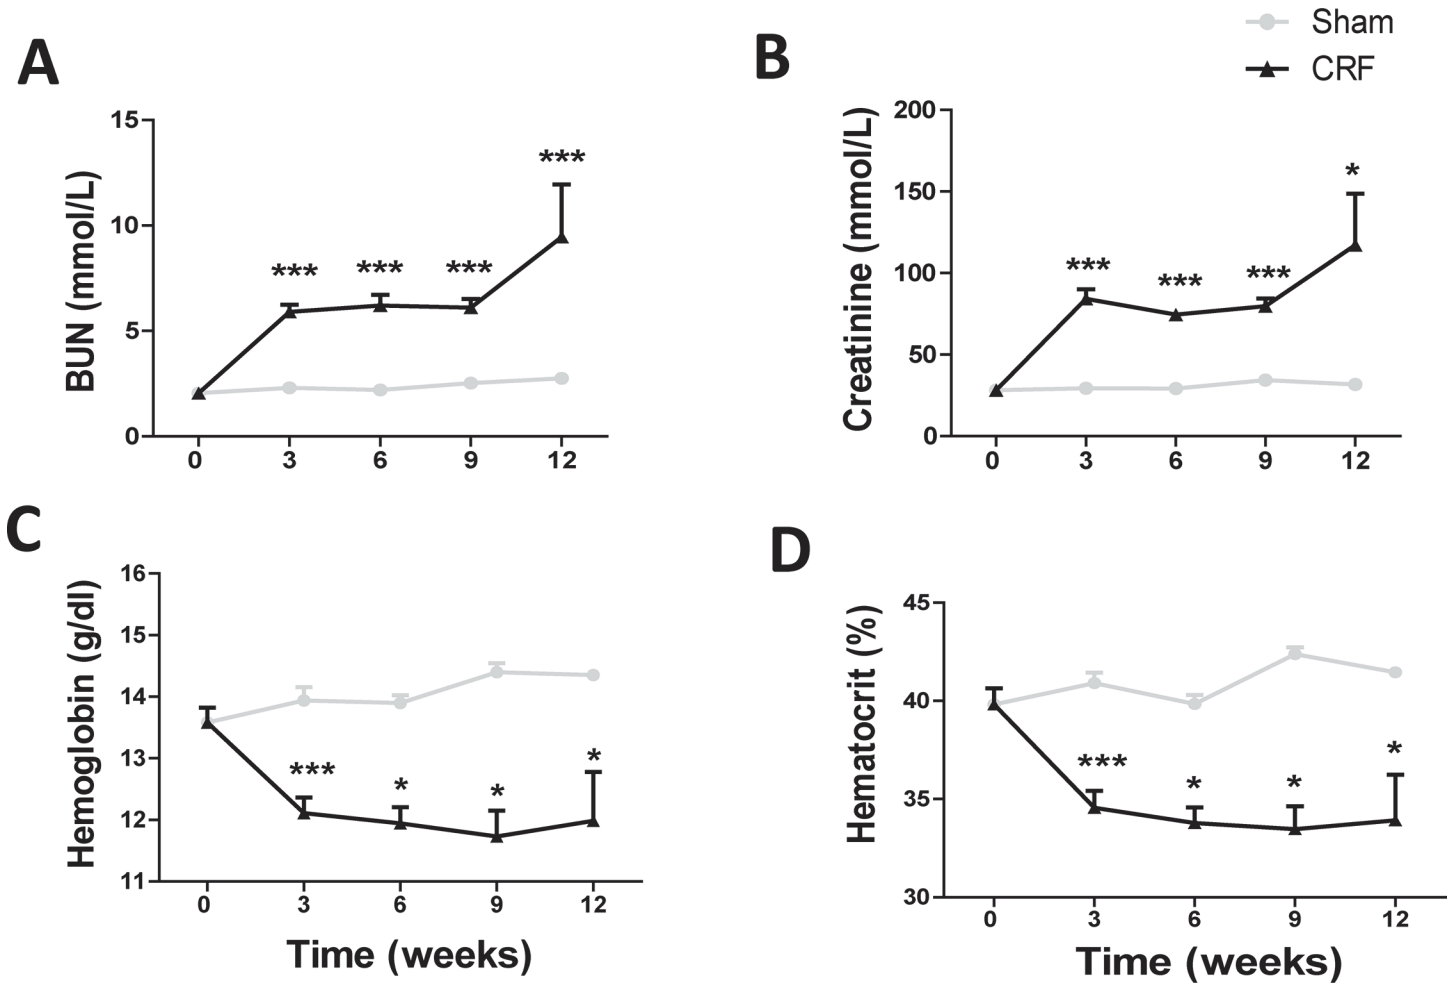 Sham
CRF
A
BUN (mmol/L)
15
10
5
0
***
***
***
***
0 3 6 9 12
B
Creatinine (mmol/L)
200
150
100
50
0
***
***
***
*
0 3 6 9 12
C
Hemoglobin (g/dl)
16
15
14
13
12
11
***
*
*
*
0 3 6 9 12
Time (weeks)
D
Hematocrit (%)
45
40
35
30
***
*
*
*
0 3 6 9 12
Time (weeks)